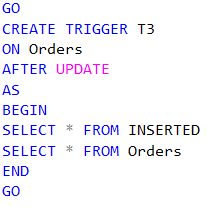 GO
CREATE TRIGGER T3
ON Orders
AFTER UPDATE
AS
BEGIN
SELECT * FROM INSERTED
SELECT * FROM Orders
END
GO